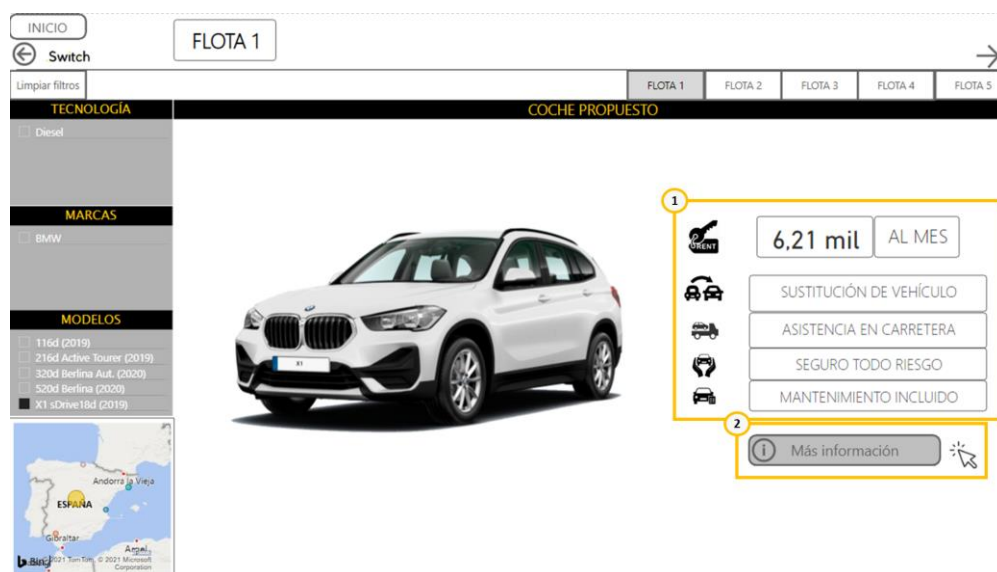 INICIO
Switch
FLOTA 1
Limpiar filtros
FLOTA 1 FLOTA 2 FLOTA 3 FLOTA 4 FLOTA 5
TECNOLOGÍA
Diesel
MARCAS
BMW
MODELOS
116d (2019)
216d Active Tourer (2019)
320d Berlina Aut. (2020)
520d Berlina (2020)
X1 sDrive18d (2019)
Andorra la Vieja
ESPAÑA
Gibraltar
Argel
Bing
2021 TomTom, © 2021 Microsoft
Corporation
COCHE PROPUESTO
X1
1
RENT
6,21 mil AL MES
SUSTITUCIÓN DE VEHÍCULO
ASISTENCIA EN CARRETERA
SEGURO TODO RIESGO
MANTENIMIENTO INCLUIDO
2
Más información